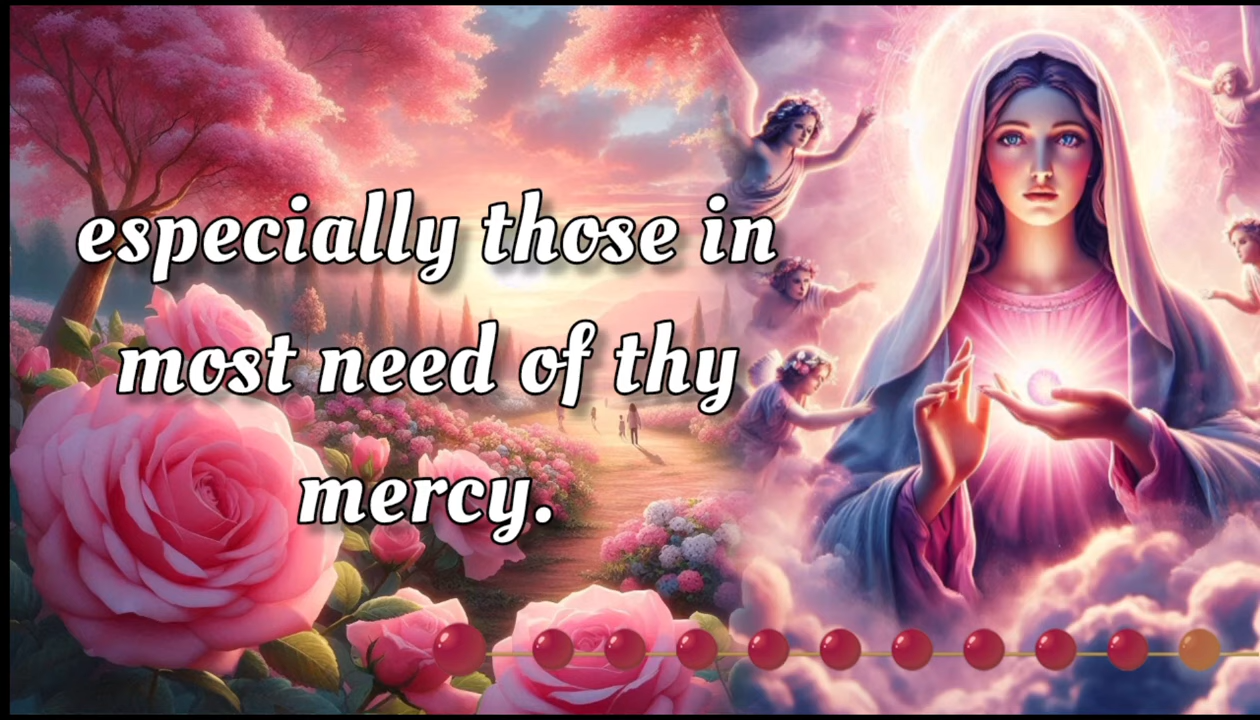 especially those in
most need of thy
mercy.